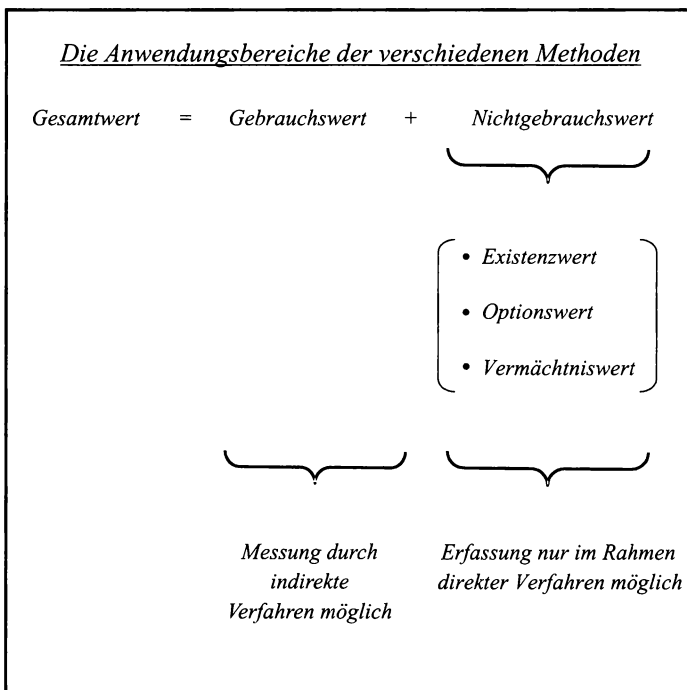 Die Anwendungsbereiche der verschiedenen Methoden
Gesamtwert = Gebrauchswert + Nichtgebrauchswert
• Existenzwert
• Optionswert
• Vermächtniswert
Messung durch Erfassung nur im Rahmen
indirekte direkter Verfahren möglich
Verfahren möglich